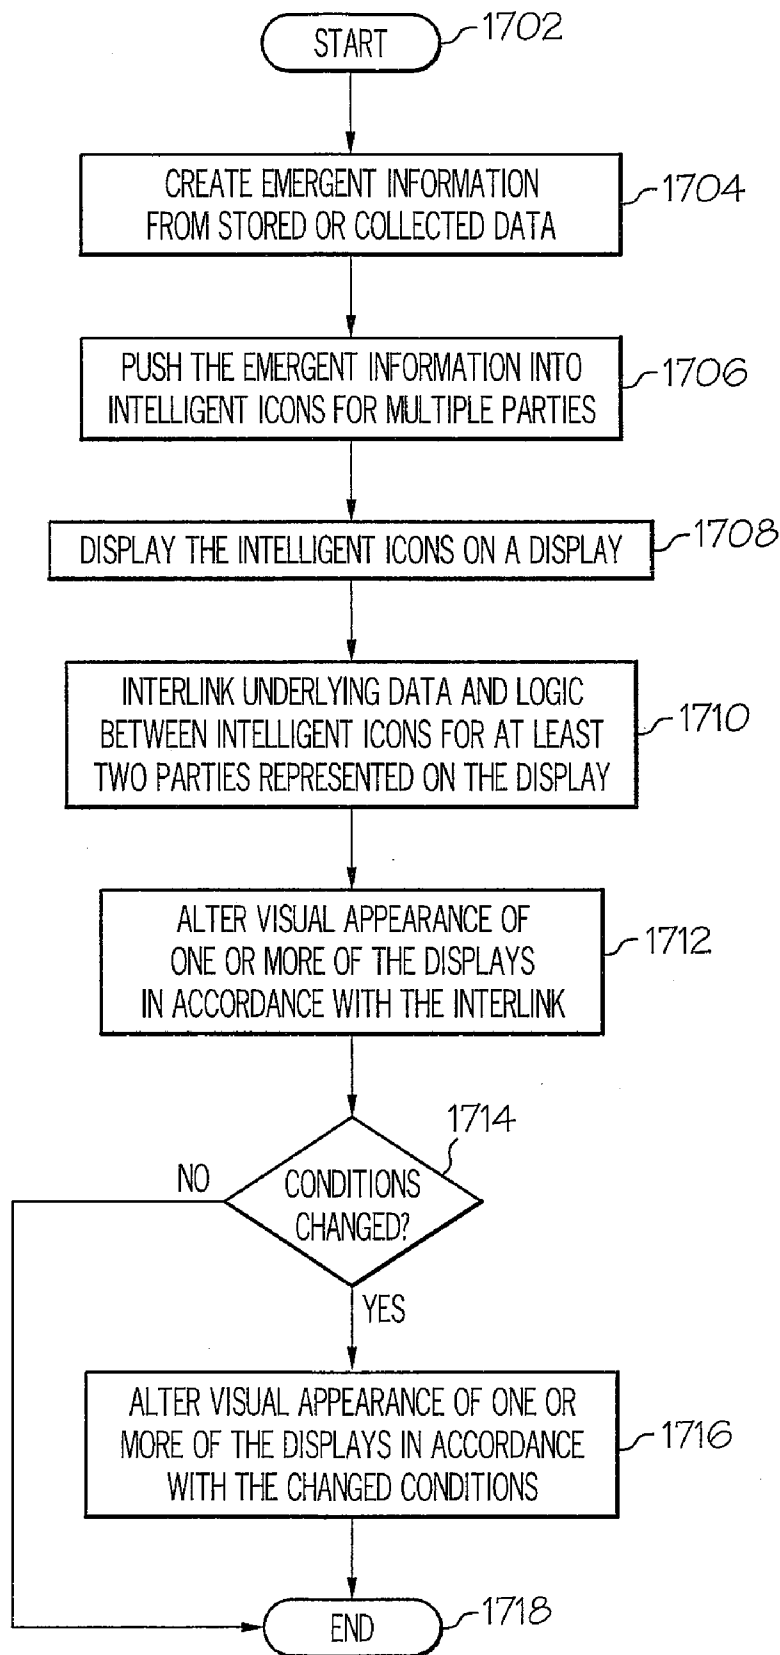 START
1702
CREATE EMERGENT INFORMATION
FROM STORED OR COLLECTED DATA
1704
PUSH THE EMERGENT INFORMATION INTO
INTELLIGENT ICONS FOR MULTIPLE PARTIES
1706
DISPLAY THE INTELLIGENT ICONS ON A DISPLAY
1708
INTERLINK UNDERLYING DATA AND LOGIC
BETWEEN INTELLIGENT ICONS FOR AT LEAST
TWO PARTIES REPRESENTED ON THE DISPLAY
1710
ALTER VISUAL APPEARANCE OF
ONE OR MORE OF THE DISPLAYS
IN ACCORDANCE WITH THE INTERLINK
1712
1714
NO
CONDITIONS
CHANGED?
YES
ALTER VISUAL APPEARANCE OF ONE OR
MORE OF THE DISPLAYS IN ACCORDANCE
WITH THE CHANGED CONDITIONS
1716
END
1718